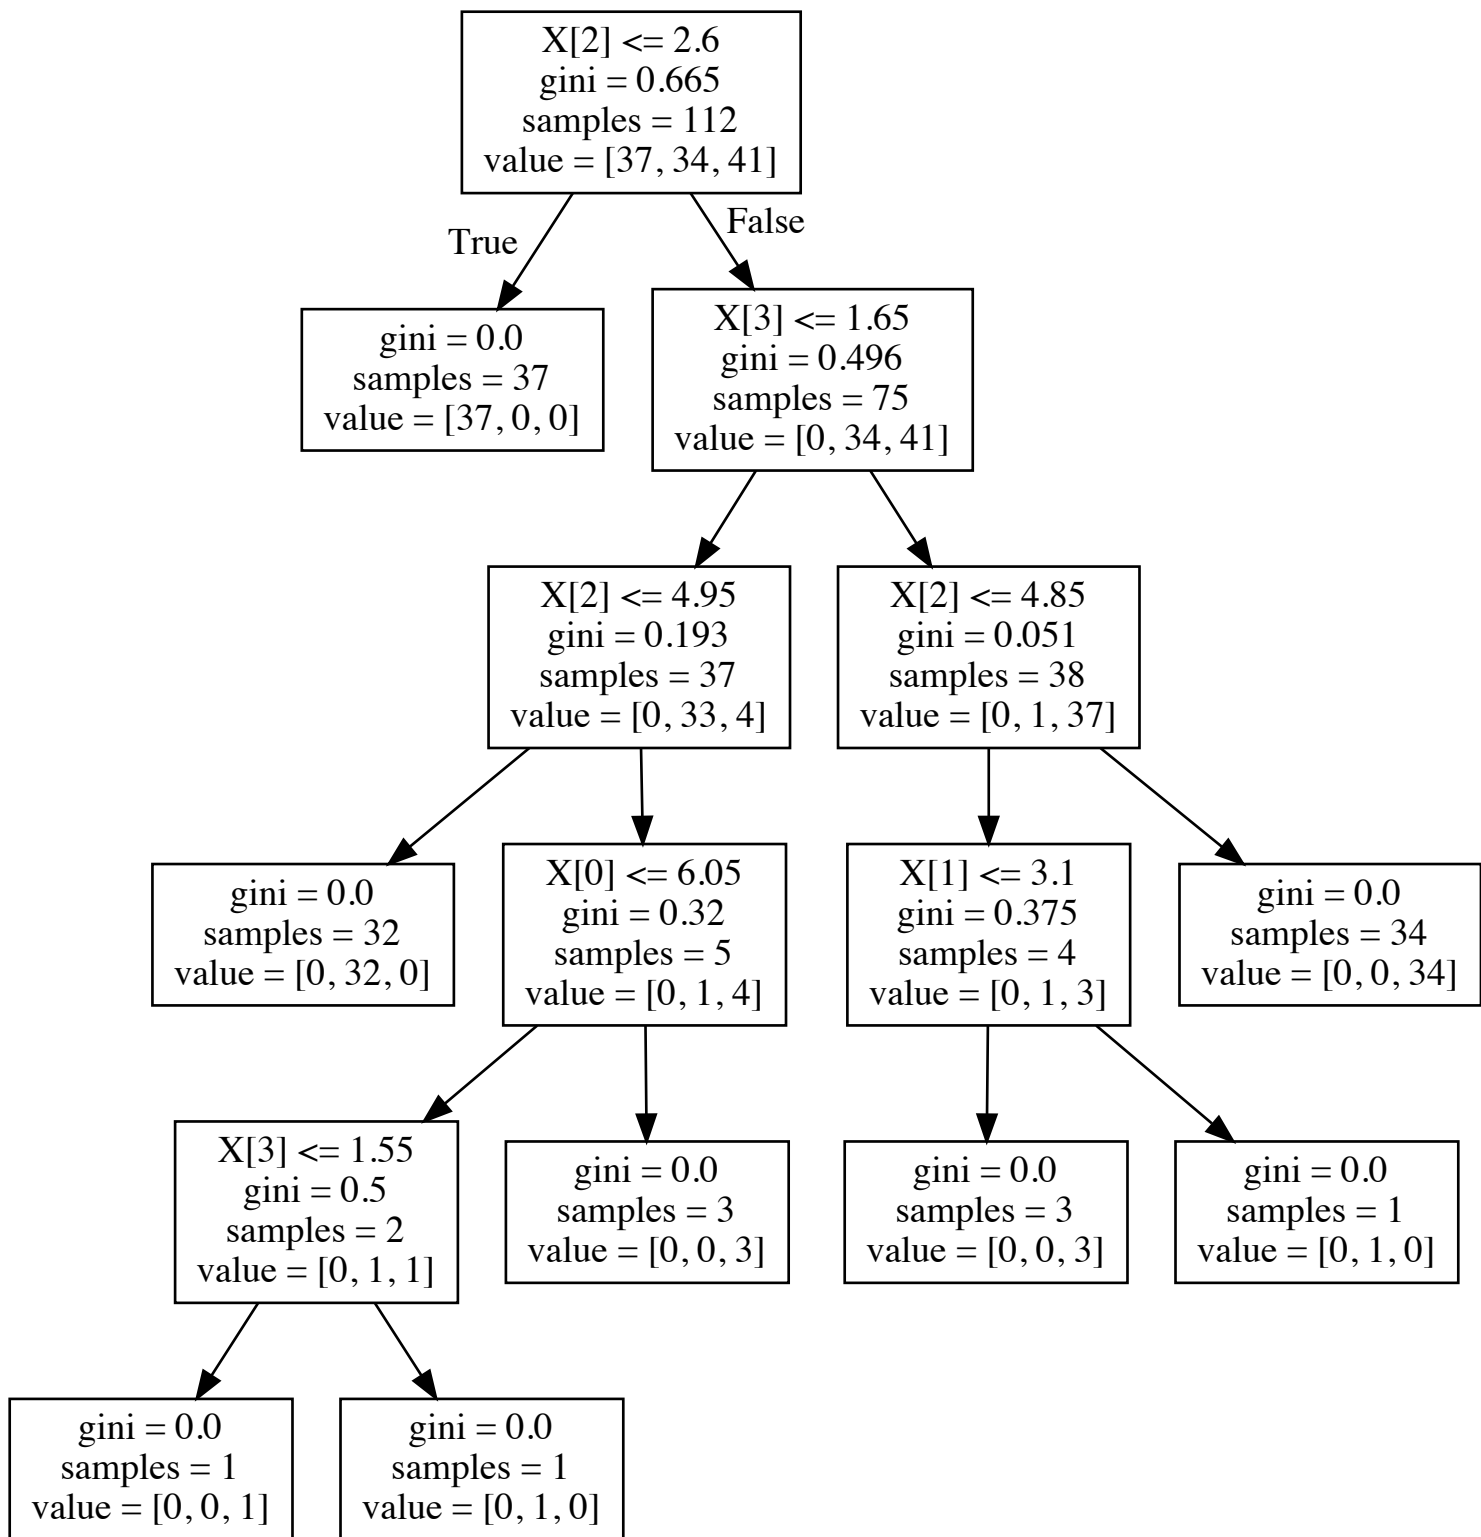 X[2] <= 2.6
gini = 0.665
samples = 112
value = [37, 34, 41]
True
False
gini = 0.0
samples = 37
value = [37, 0, 0]
X[3] <= 1.65
gini = 0.496
samples = 75
value = [0, 34, 41]
X[2] <= 4.95
gini = 0.193
samples = 37
value = [0, 33, 4]
X[2] <= 4.85
gini = 0.051
samples = 38
value = [0, 1, 37]
gini = 0.0
samples = 32
value = [0, 32, 0]
X[0] <= 6.05
gini = 0.32
samples = 5
value = [0, 1, 4]
X[1] <= 3.1
gini = 0.375
samples = 4
value = [0, 1, 3]
gini = 0.0
samples = 34
value = [0, 0, 34]
X[3] <= 1.55
gini = 0.5
samples = 2
value = [0, 1, 1]
gini = 0.0
samples = 3
value = [0, 0, 3]
gini = 0.0
samples = 3
value = [0, 0, 3]
gini = 0.0
samples = 1
value = [0, 1, 0]
gini = 0.0
samples = 1
value = [0, 0, 1]
gini = 0.0
samples = 1
value = [0, 1, 0]